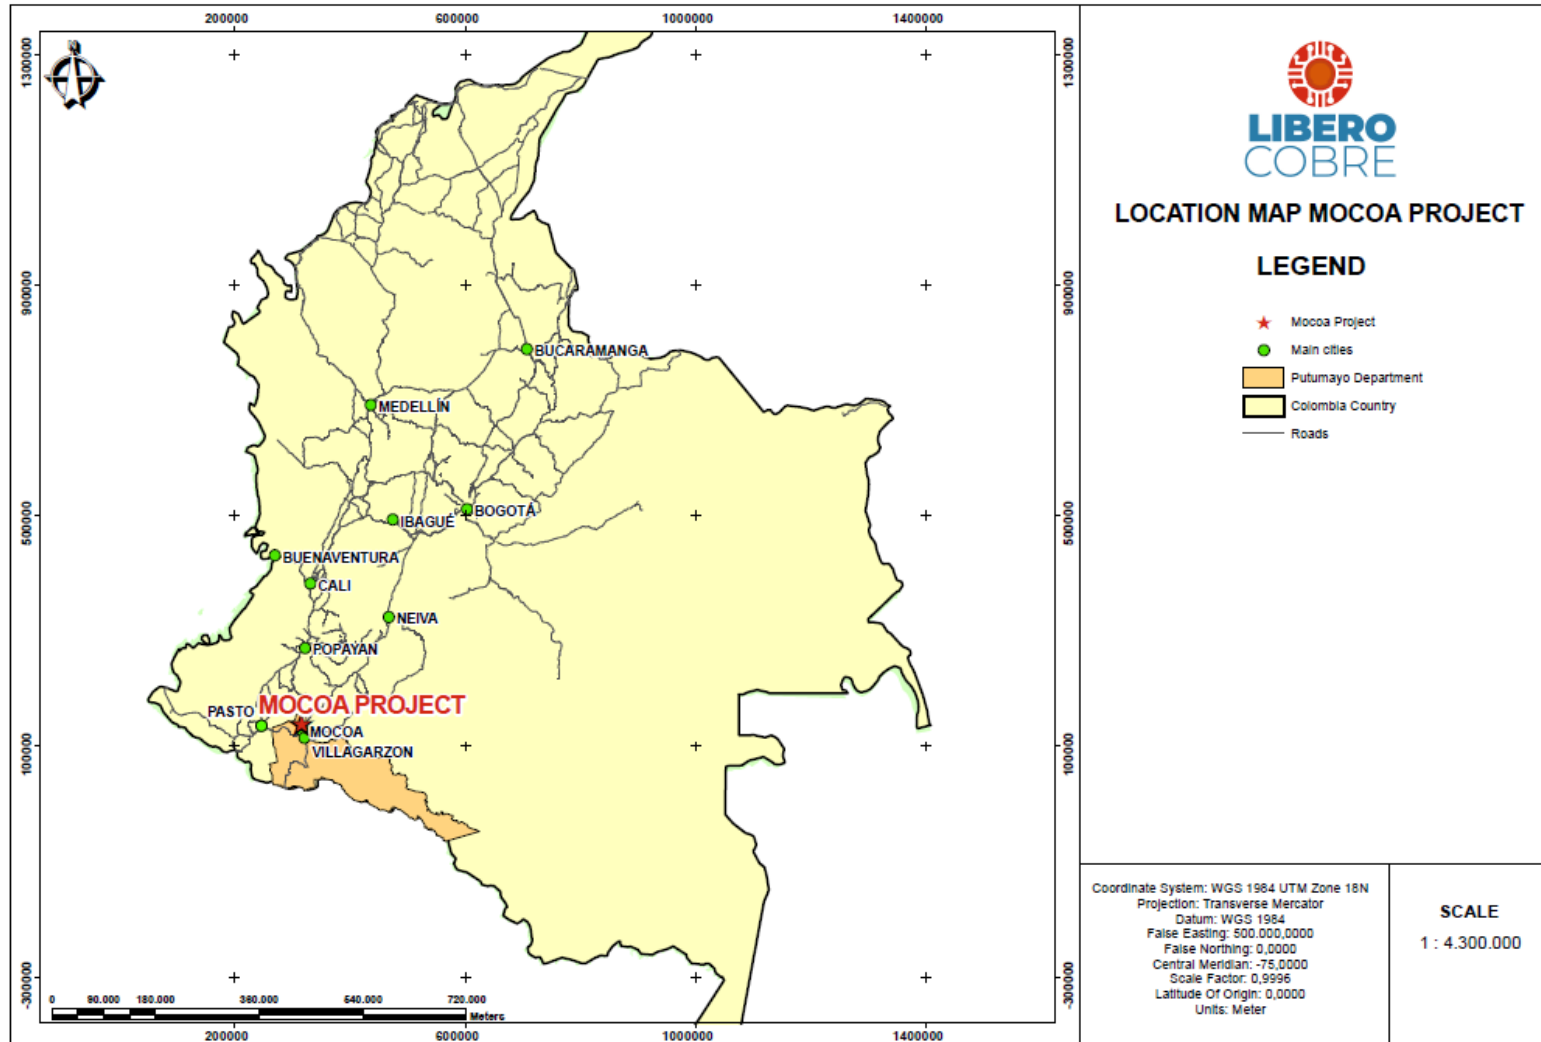 200000 600000 1000000 1400000
1300000 1300000
900000 900000
500000 500000
100000 100000
-300000 -300000
BUCARAMANGA
MEDELLÍN
BOGOTÁ
IBAGUÉ
BUENAVENTURA
CALI
NEIVA
POPAYAN
MOCOA PROJECT
PASTO
MOCOA
VILLAGARZON
0 90.000 180.000 360.000 540.000 720.000
Meters
200000 600000 1000000 1400000
LIBERO
COBRE
LOCATION MAP MOCOA PROJECT
LEGEND
Mocoa Project
Main cities
Putumayo Department
Colombia Country
Roads
Coordinate System: WGS 1984 UTM Zone 18N
Projection: Transverse Mercator
Datum: WGS 1984
False Easting: 500.000,0000
False Northing: 0,0000
Central Meridian: -75,0000
Scale Factor: 0,9996
Latitude Of Origin: 0,0000
Units: Meter
SCALE
1 : 4.300.000